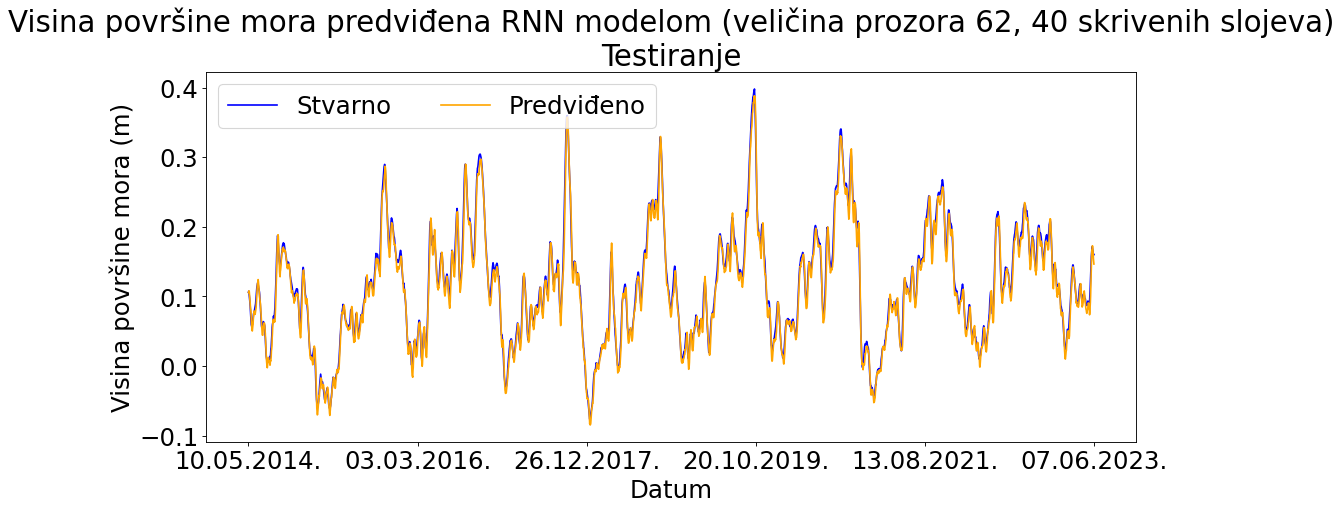 Visina površine mora predviđena RNN modelom (veličina prozora 62, 40 skrivenih slojeva)
Testiranje
Stvarno
Predviđeno
Visina površine mora (m)
0.4
0.3
0.2
0.1
0.0
−0.1
10.05.2014.
03.03.2016.
26.12.2017.
20.10.2019.
13.08.2021.
07.06.2023.
Datum